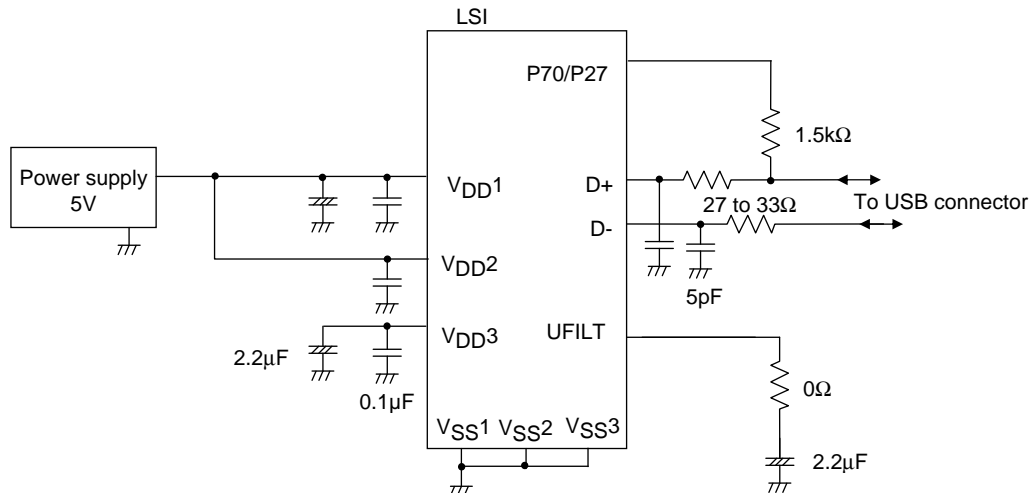 LSI
P70/P27
1.5kΩ
Power supply
5V
VDD1
D+
27 to 33Ω
To USB connector
D-
VDD2
5pF
VDD3
UFILT
2.2μF
0.1μF
0Ω
VSS1 VSS2 VSS3
2.2μF